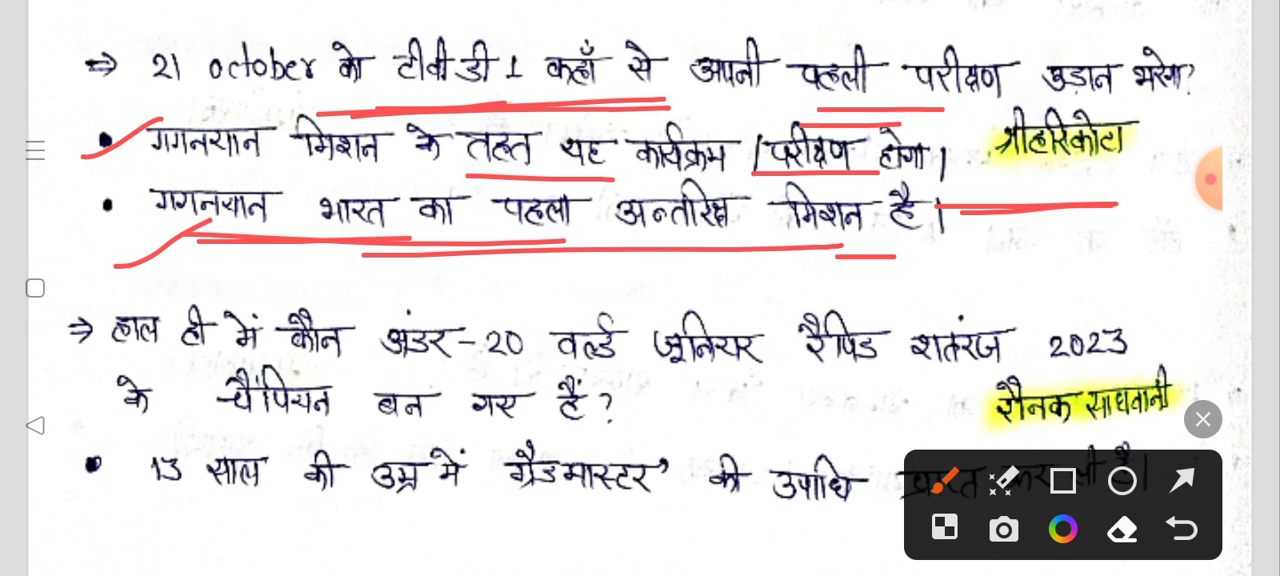 ⇒ 21 october को टीवीडी 1 कहाँ से अपनी पहली परीक्षण उड़ान भरेगा?
• गगनयान मिशन के तहत यह कार्यक्रम / परीक्षण होगा। श्रीहरिकोटा
• गगनयान भारत का पहला अन्तरिक्ष मिशन है।
⇒ हाल ही में कौन अंडर-20 वर्ल्ड जूनियर रैपिड शतरंज 2023
के चैंपियन बन गए हैं? रौनक साधवानी
• 13 साल की उम्र में ग्रैंडमास्टर' की उपाधि प्राप्त कर ली है।